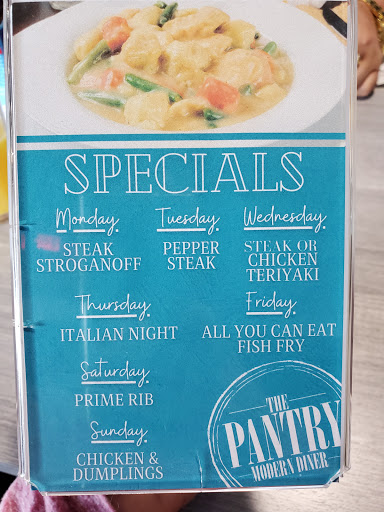 SPECIALS
Monday
STEAK
STROGANOFF
Tuesday
PEPPER
STEAK
Wednesday
STEAK OR
CHICKEN
TERIYAKI
Thursday
ITALIAN NIGHT
Friday
ALL YOU CAN EAT
FISH FRY
Saturday
PRIME RIB
Sunday
CHICKEN &
DUMPLINGS
THE
PANTRY
MODERN DINER